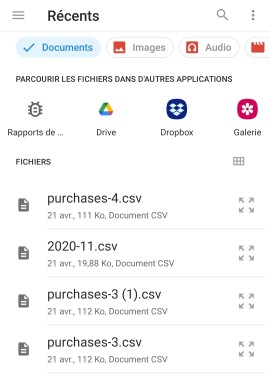 Récents
Documents Images Audio
PARCOURIR LES FICHIERS DANS D'AUTRES APPLICATIONS
Rapports de ... Drive Dropbox Galerie
FICHIERS
purchases-4.csv
21 avr., 111 Ko, Document CSV
2020-11.csv
21 avr., 19,88 Ko, Document CSV
purchases-3 (1).csv
21 avr., 112 Ko, Document CSV
purchases-3.csv
21 avr., 112 Ko, Document CSV